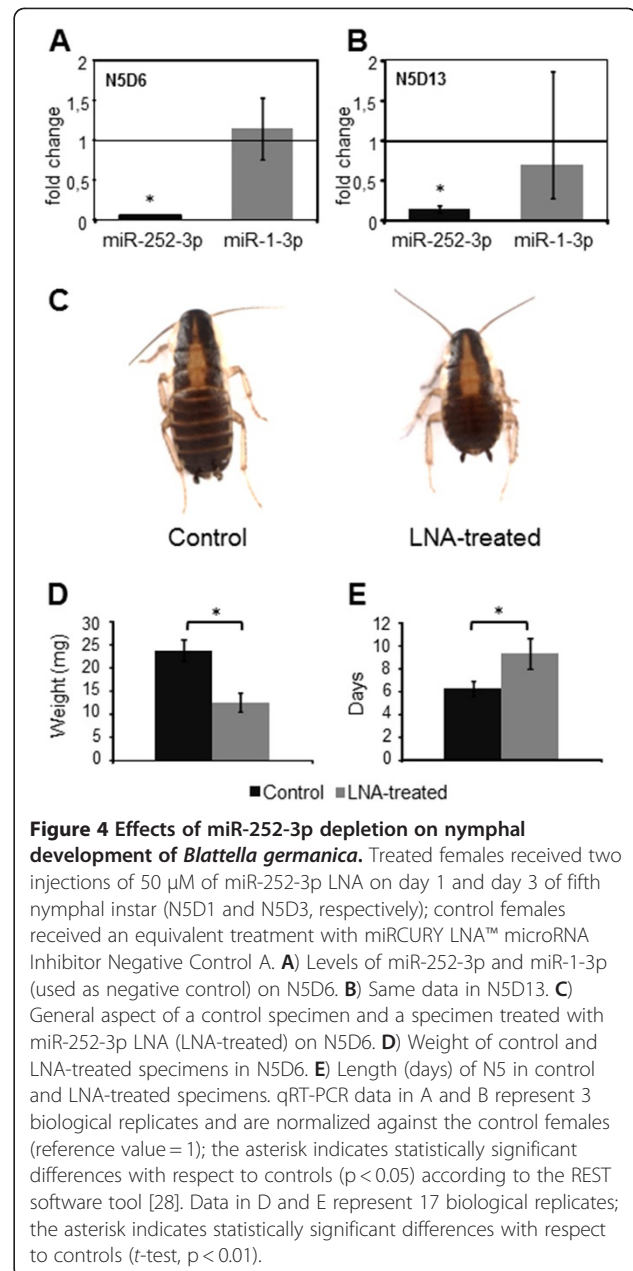 A
B
2
1,5
1
0,5
0
fold change
N5D6
*
miR-252-3p
miR-1-3p
2
1,5
1
0,5
0
fold change
N5D13
*
miR-252-3p
miR-1-3p
C
Control
LNA-treated
D
E
30
25
20
15
10
5
0
Weight (mg)
*
12
10
8
6
4
2
0
Days
*
Control LNA-treated
Figure 4 Effects of miR-252-3p depletion on nymphal
development of Blattella germanica. Treated females received two
injections of 50 μM of miR-252-3p LNA on day 1 and day 3 of fifth
nymphal instar (N5D1 and N5D3, respectively); control females
received an equivalent treatment with miRCURY LNA™ microRNA
Inhibitor Negative Control A. A) Levels of miR-252-3p and miR-1-3p
(used as negative control) on N5D6. B) Same data in N5D13. C)
General aspect of a control specimen and a specimen treated with
miR-252-3p LNA (LNA-treated) on N5D6. D) Weight of control and
LNA-treated specimens in N5D6. E) Length (days) of N5 in control
and LNA-treated specimens. qRT-PCR data in A and B represent 3
biological replicates and are normalized against the control females
(reference value = 1); the asterisk indicates statistically significant
differences with respect to controls (p < 0.05) according to the REST
software tool [28]. Data in D and E represent 17 biological replicates;
the asterisk indicates statistically significant differences with respect
to controls (t-test, p < 0.01).